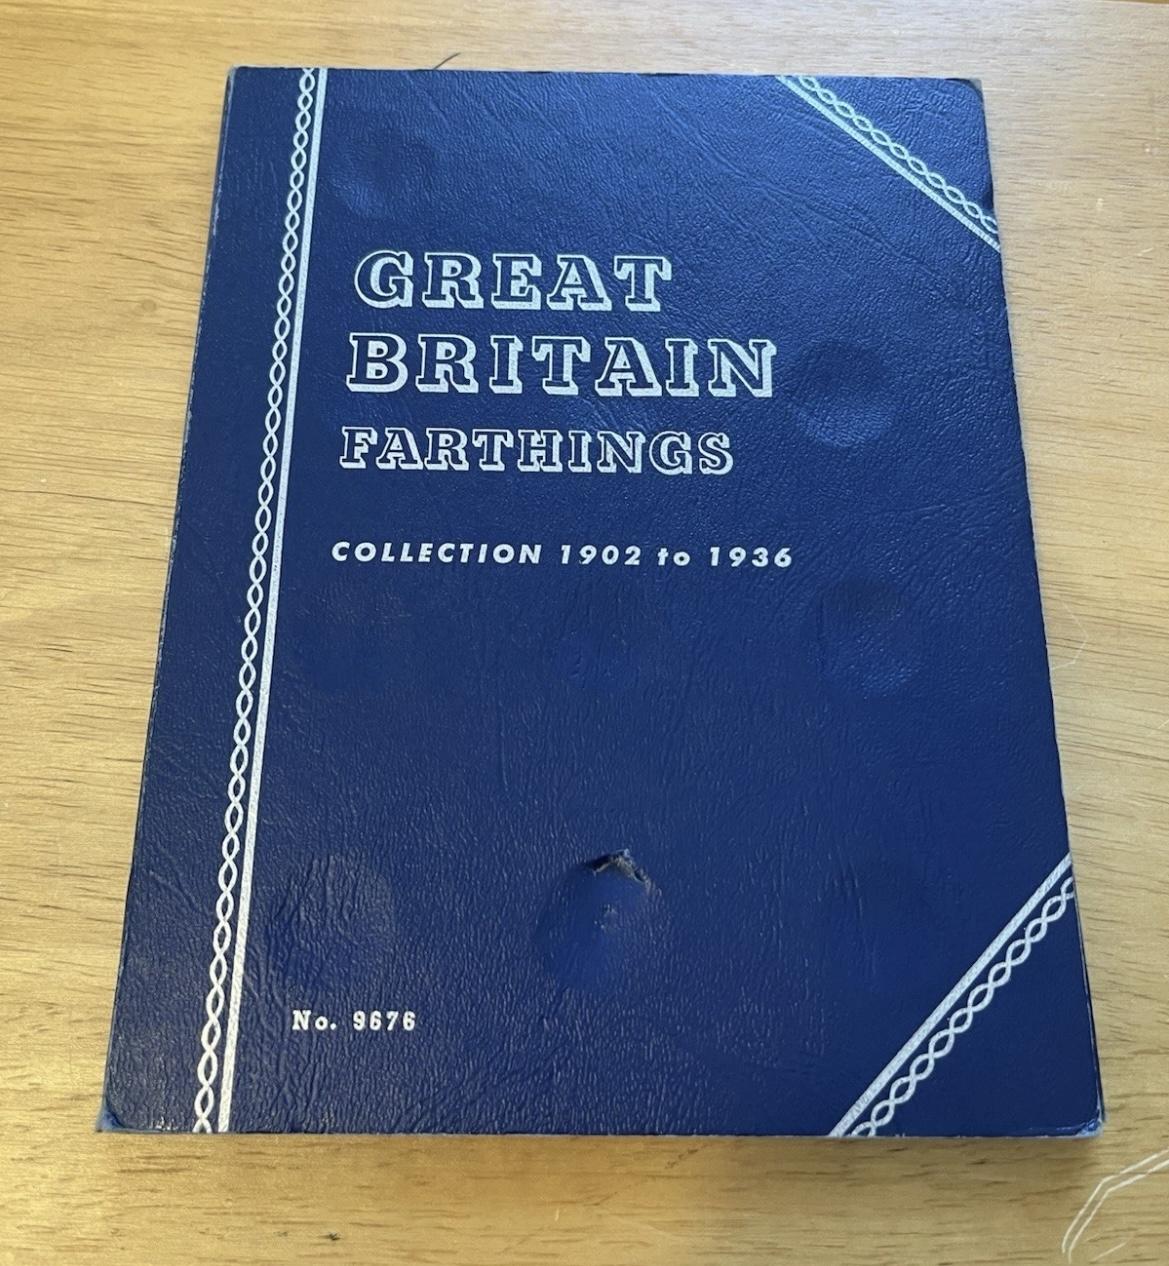 GREAT
BRITAIN
FARTHINGS
COLLECTION 1902 to 1936
No. 9676